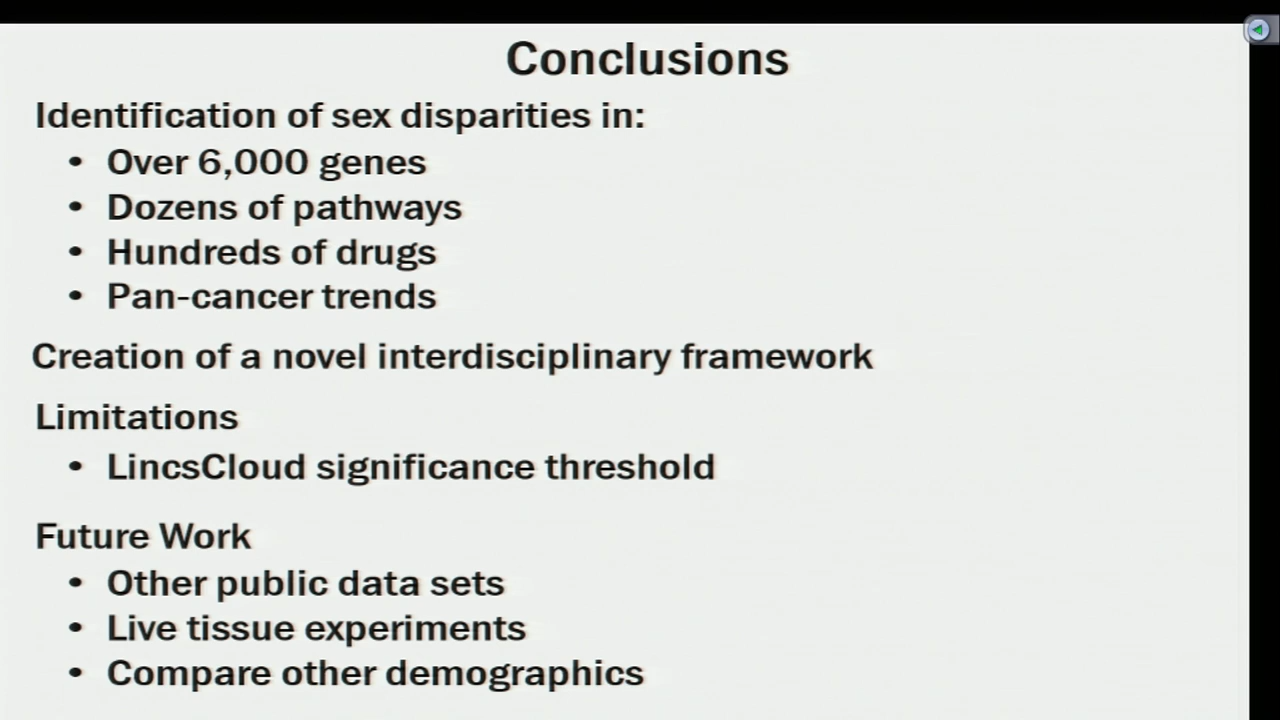 Conclusions
Identification of sex disparities in:
• Over 6,000 genes
• Dozens of pathways
• Hundreds of drugs
• Pan-cancer trends
Creation of a novel interdisciplinary framework
Limitations
• LincsCloud significance threshold
Future Work
• Other public data sets
• Live tissue experiments
• Compare other demographics